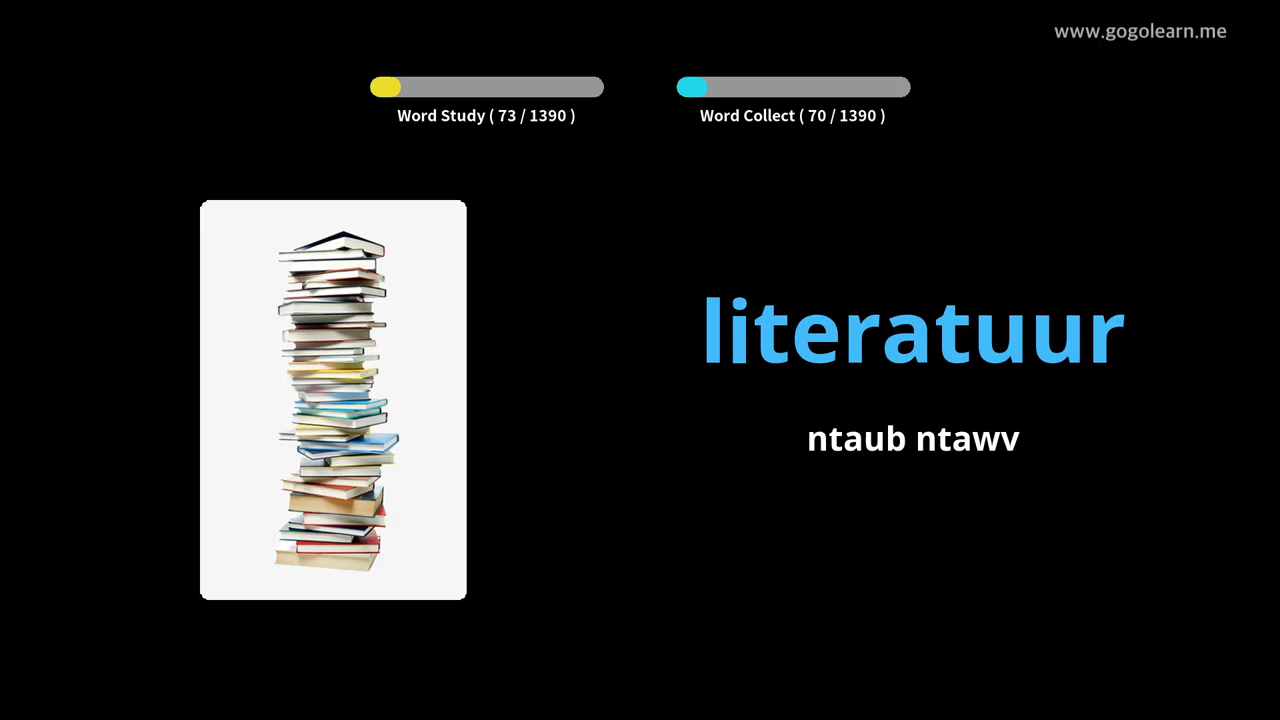 www.gogolearn.me
Word Study ( 73 / 1390 )
Word Collect ( 70 / 1390 )
literatuur
ntaub ntawv